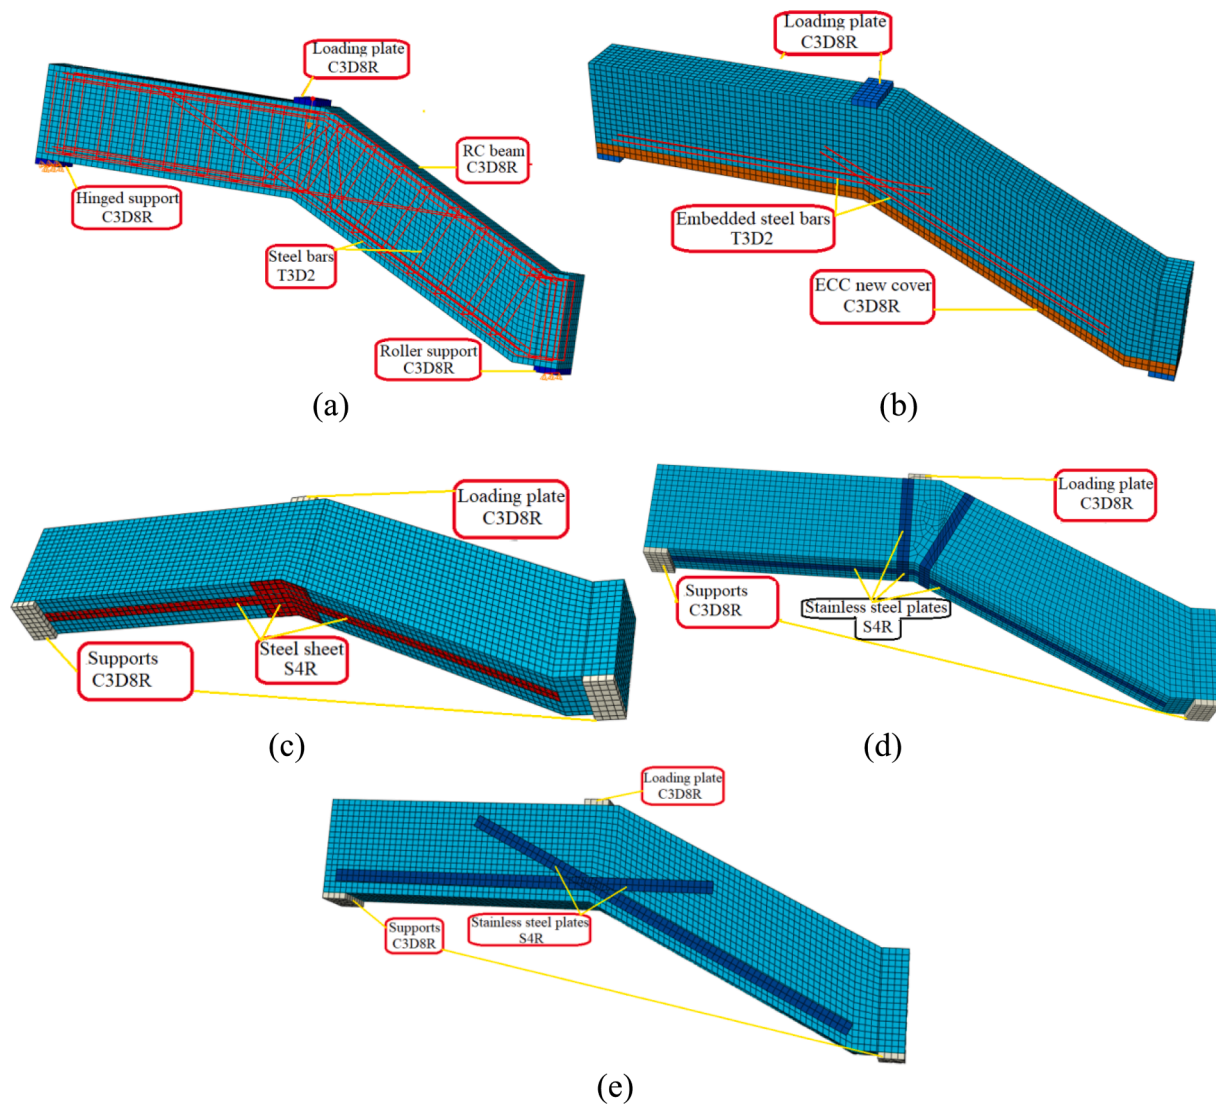 Loading plate
C3D8R
RC beam
C3D8R
Hinged support
C3D8R
Steel bars
T3D2
Roller support
C3D8R
(a)
Loading plate
C3D8R
Embedded steel bars
T3D2
ECC new cover
C3D8R
(b)
Loading plate
C3D8R
Supports
C3D8R
Steel sheet
S4R
(c)
Loading plate
C3D8R
Supports
C3D8R
Stainless steel plates
S4R
(d)
Loading plate
C3D8R
Supports
C3D8R
Stainless steel plates
S4R
(e)